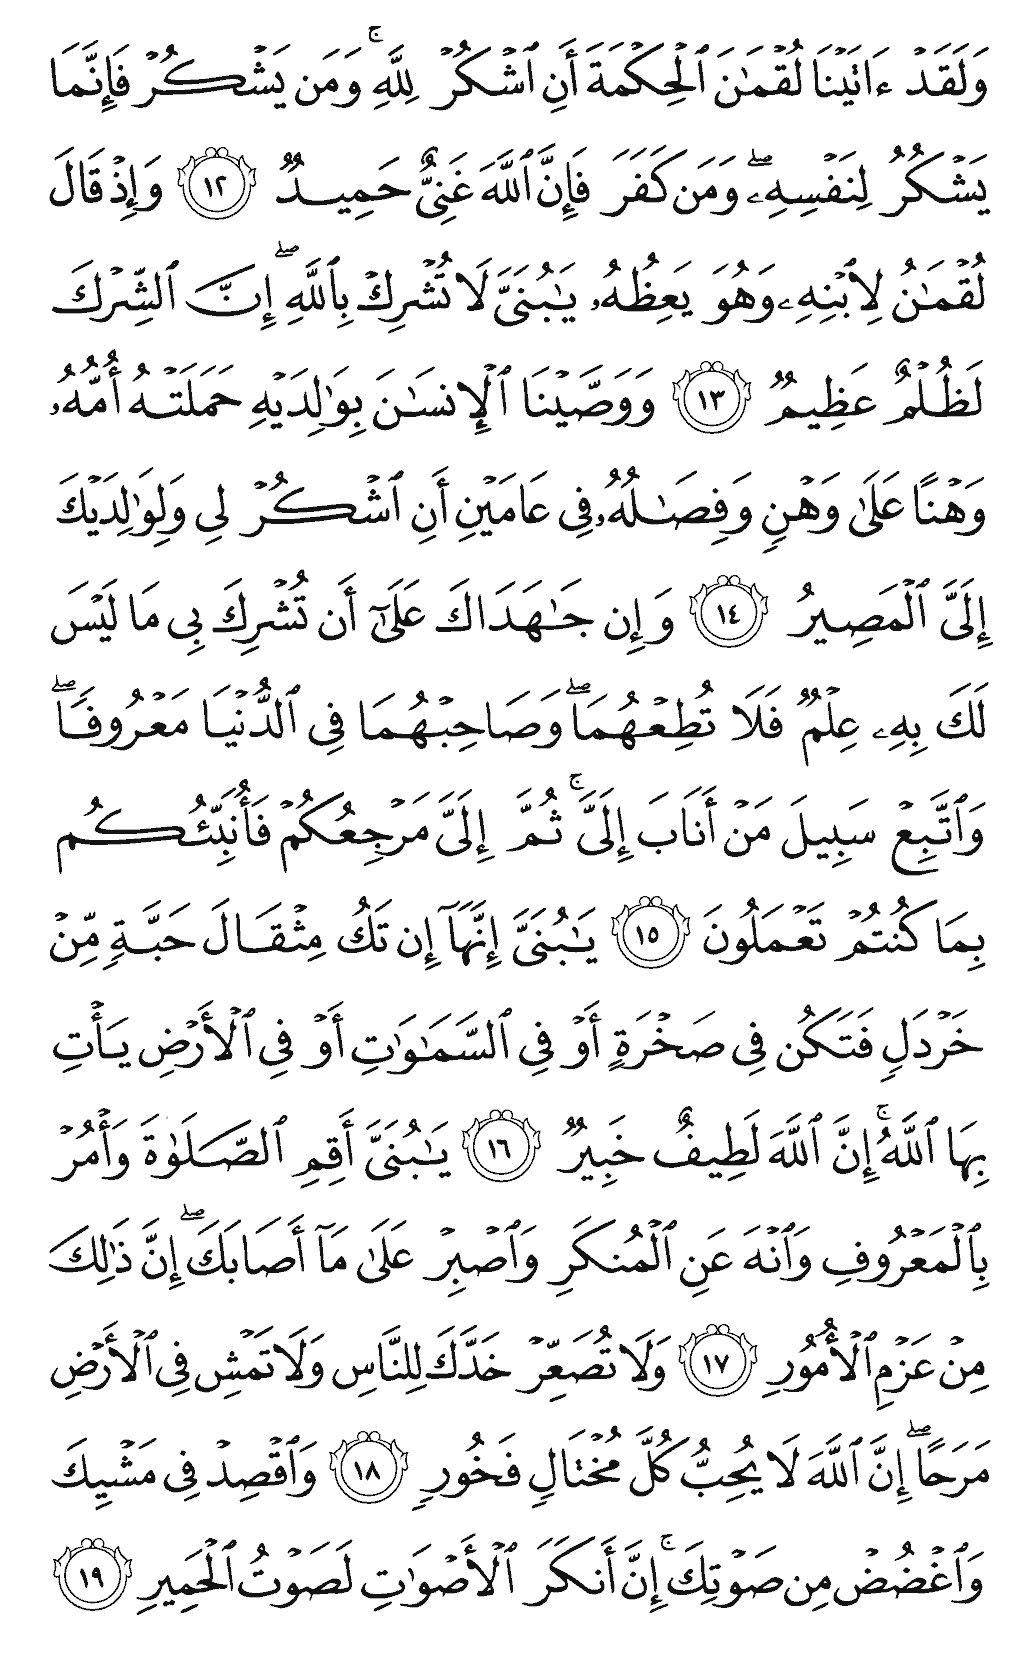 وَلَقَدۡ ءَاتَيۡنَا لُقۡمَٰنَ ٱلۡحِكۡمَةَ أَنِ ٱشۡكُرۡ لِلَّهِۚ وَمَن يَشۡكُرۡ فَإِنَّمَا
يَشۡكُرُ لِنَفۡسِهِۦۖ وَمَن كَفَرَ فَإِنَّ ٱللَّهَ غَنِيٌّ حَمِيدٞ ١٢ وَإِذۡ قَالَ
لُقۡمَٰنُ لِٱبۡنِهِۦ وَهُوَ يَعِظُهُۥ يَٰبُنَيَّ لَا تُشۡرِكۡ بِٱللَّهِۖ إِنَّ ٱلشِّرۡكَ
لَظُلۡمٌ عَظِيمٞ ١٣ وَوَصَّيۡنَا ٱلۡإِنسَٰنَ بِوَٰلِدَيۡهِ حَمَلَتۡهُ أُمُّهُۥ
وَهۡنًا عَلَىٰ وَهۡنٖ وَفِصَٰلُهُۥ فِي عَامَيۡنِ أَنِ ٱشۡكُرۡ لِي وَلِوَٰلِدَيۡكَ
إِلَيَّ ٱلۡمَصِيرُ ١٤ وَإِن جَٰهَدَاكَ عَلَىٰٓ أَن تُشۡرِكَ بِي مَا لَيۡسَ
لَكَ بِهِۦ عِلۡمٞ فَلَا تُطِعۡهُمَاۖ وَصَاحِبۡهُمَا فِي ٱلدُّنۡيَا مَعۡرُوفٗاۖ
وَٱتَّبِعۡ سَبِيلَ مَنۡ أَنَابَ إِلَيَّۚ ثُمَّ إِلَيَّ مَرۡجِعُكُمۡ فَأُنَبِّئُكُم
بِمَا كُنتُمۡ تَعۡمَلُونَ ١٥ يَٰبُنَيَّ إِنَّهَآ إِن تَكُ مِثۡقَالَ حَبَّةٖ مِّنۡ
خَرۡدَلٖ فَتَكُن فِي صَخۡرَةٍ أَوۡ فِي ٱلسَّمَٰوَٰتِ أَوۡ فِي ٱلۡأَرۡضِ يَأۡتِ
بِهَا ٱللَّهُۚ إِنَّ ٱللَّهَ لَطِيفٌ خَبِيرٞ ١٦ يَٰبُنَيَّ أَقِمِ ٱلصَّلَوٰةَ وَأۡمُرۡ
بِٱلۡمَعۡرُوفِ وَٱنۡهَ عَنِ ٱلۡمُنكَرِ وَٱصۡبِرۡ عَلَىٰ مَآ أَصَابَكَۖ إِنَّ ذَٰلِكَ
مِنۡ عَزۡمِ ٱلۡأُمُورِ ١٧ وَلَا تُصَعِّرۡ خَدَّكَ لِلنَّاسِ وَلَا تَمۡشِ فِي ٱلۡأَرۡضِ
مَرَحًاۖ إِنَّ ٱللَّهَ لَا يُحِبُّ كُلَّ مُخۡتَالٖ فَخُورٖ ١٨ وَٱقۡصِدۡ فِي مَشۡيِكَ
وَٱغۡضُضۡ مِن صَوۡتِكَۚ إِنَّ أَنكَرَ ٱلۡأَصۡوَٰتِ لَصَوۡتُ ٱلۡحَمِيرِ ١٩